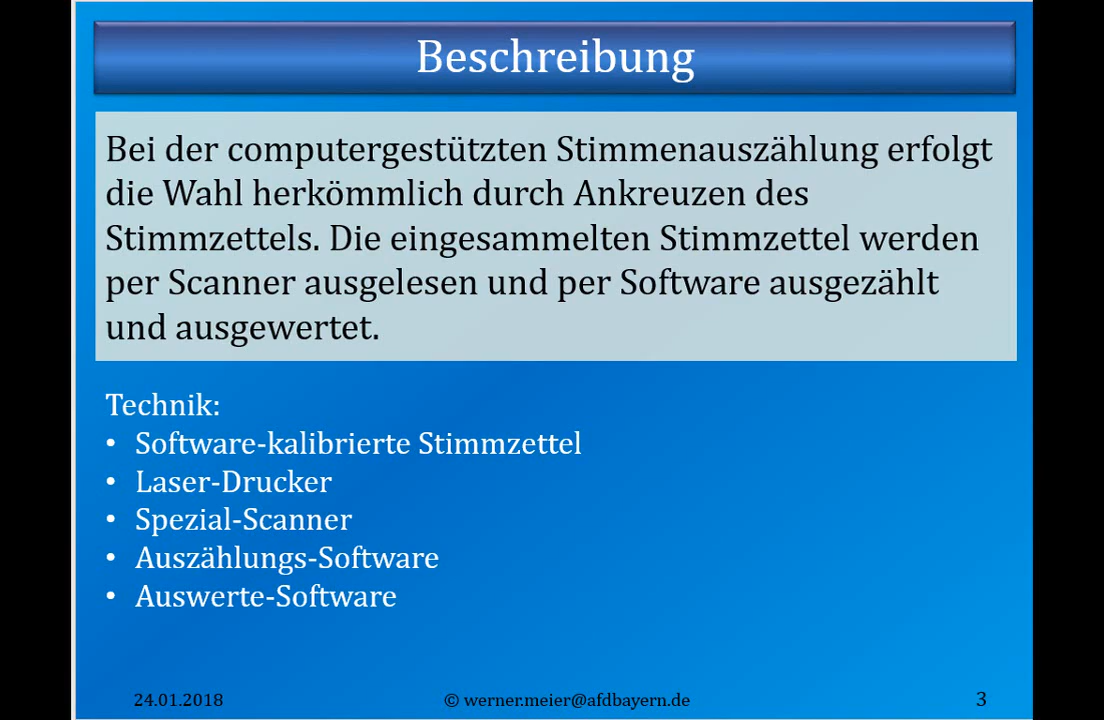 Beschreibung
Bei der computergestützten Stimmenauszählung erfolgt
die Wahl herkömmlich durch Ankreuzen des
Stimmzettels. Die eingesammelten Stimmzettel werden
per Scanner ausgelesen und per Software ausgezählt
und ausgewertet.
Technik:
• Software-kalibrierte Stimmzettel
• Laser-Drucker
• Spezial-Scanner
• Auszählungs-Software
• Auswerte-Software
24.01.2018 © werner.meier@afdbayern.de 3